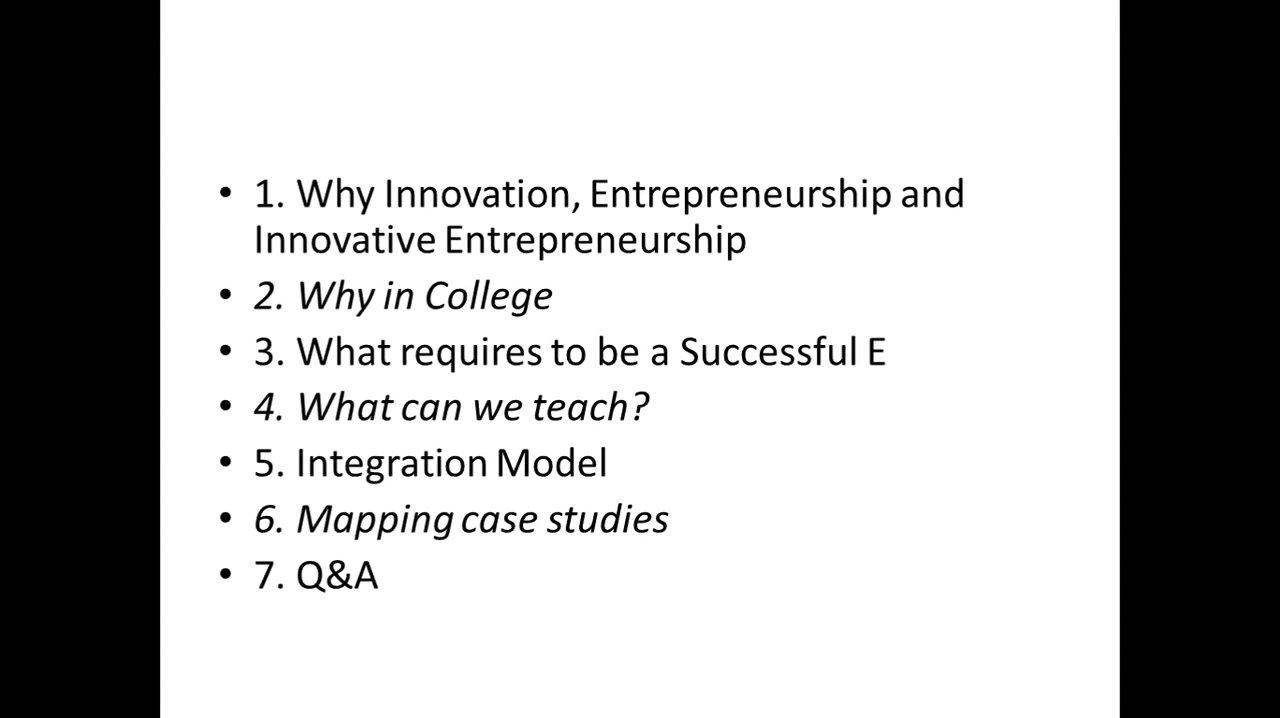 • 1. Why Innovation, Entrepreneurship and
Innovative Entrepreneurship
• 2. Why in College
• 3. What requires to be a Successful E
• 4. What can we teach?
• 5. Integration Model
• 6. Mapping case studies
• 7. Q&A